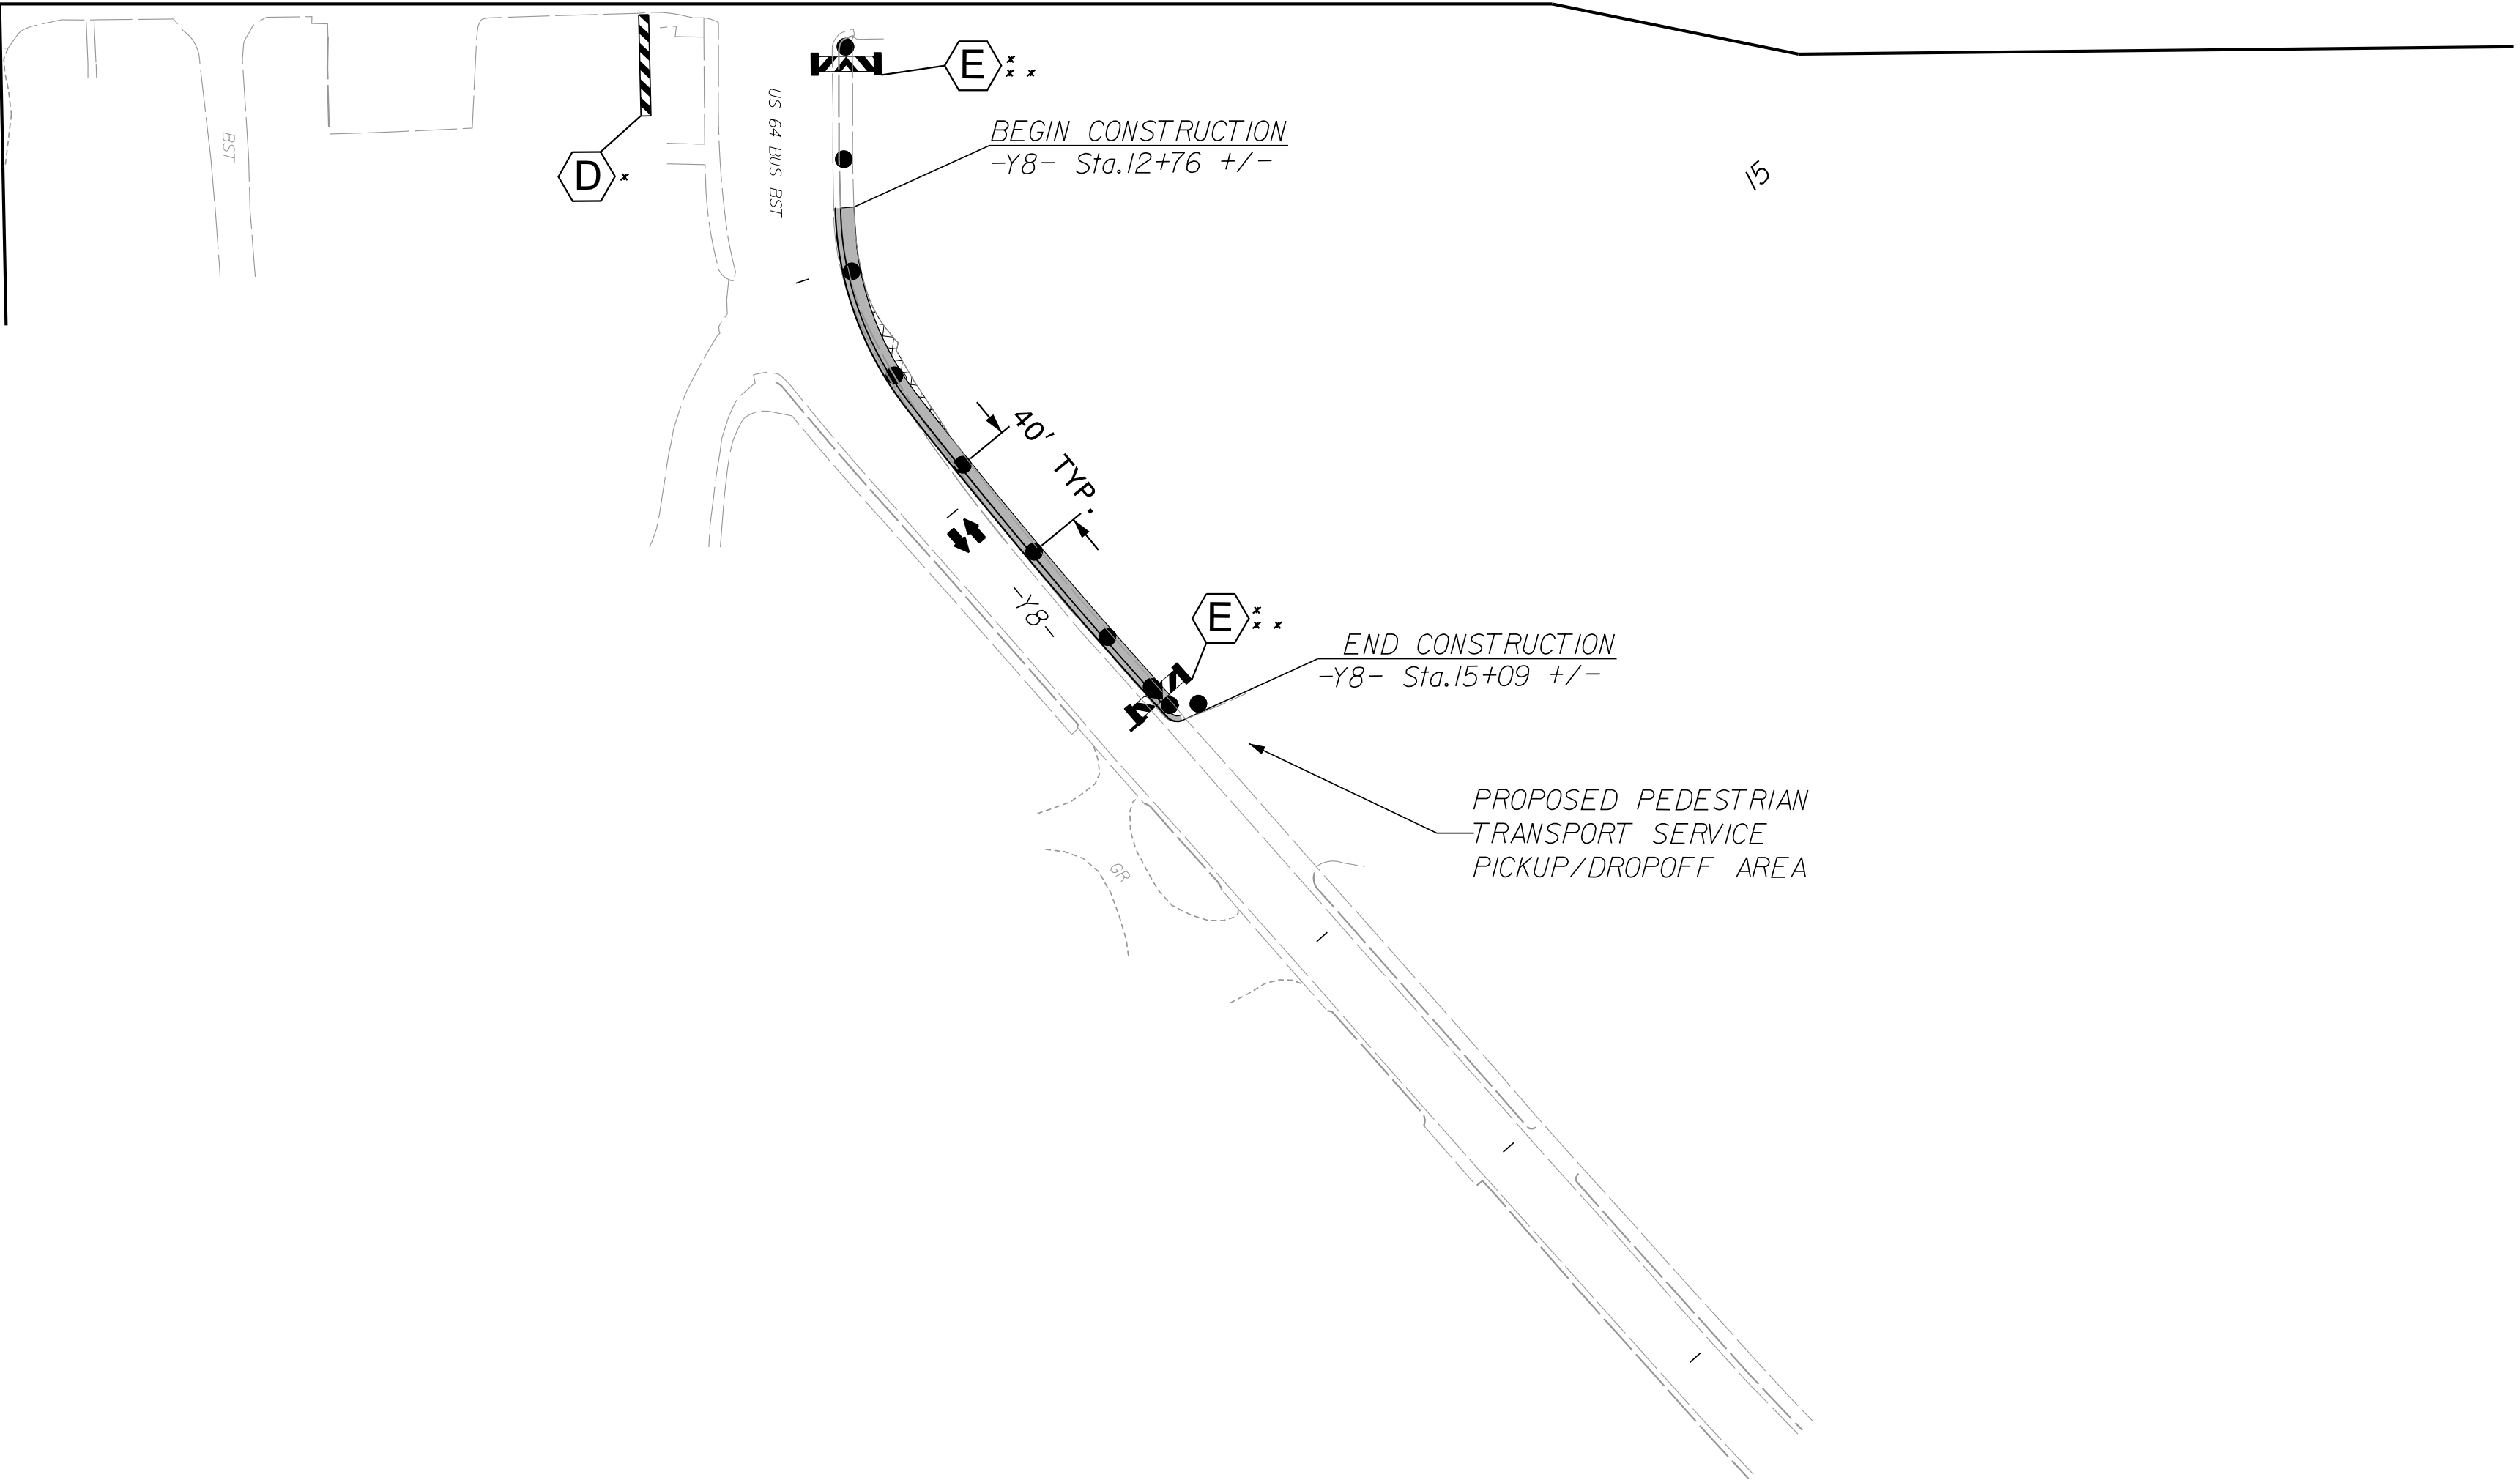 E
* * *
BEGIN CONSTRUCTION
-Y8- Sta.12+76 +/-
D *
US 64 BUS BST
BST
15
40' TYP.
-Y8-
E
* * *
END CONSTRUCTION
-Y8- Sta.15+09 +/-
PROPOSED PEDESTRIAN
TRANSPORT SERVICE
PICKUP/DROPOFF AREA
GR